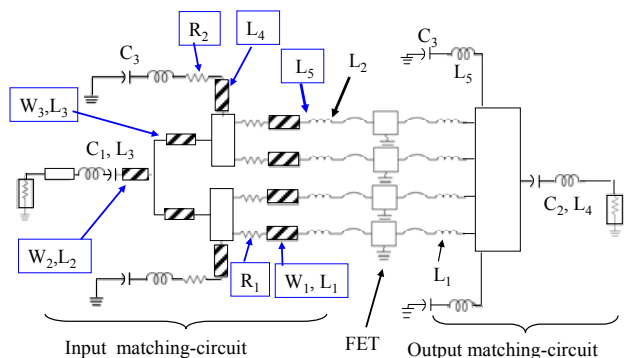 R2
L4
C3
L5
L2
C3
L5
W3,L3
C1, L3
C2, L4
W2,L2
R1
W1, L1
L1
FET
Input matching-circuit
Output matching-circuit